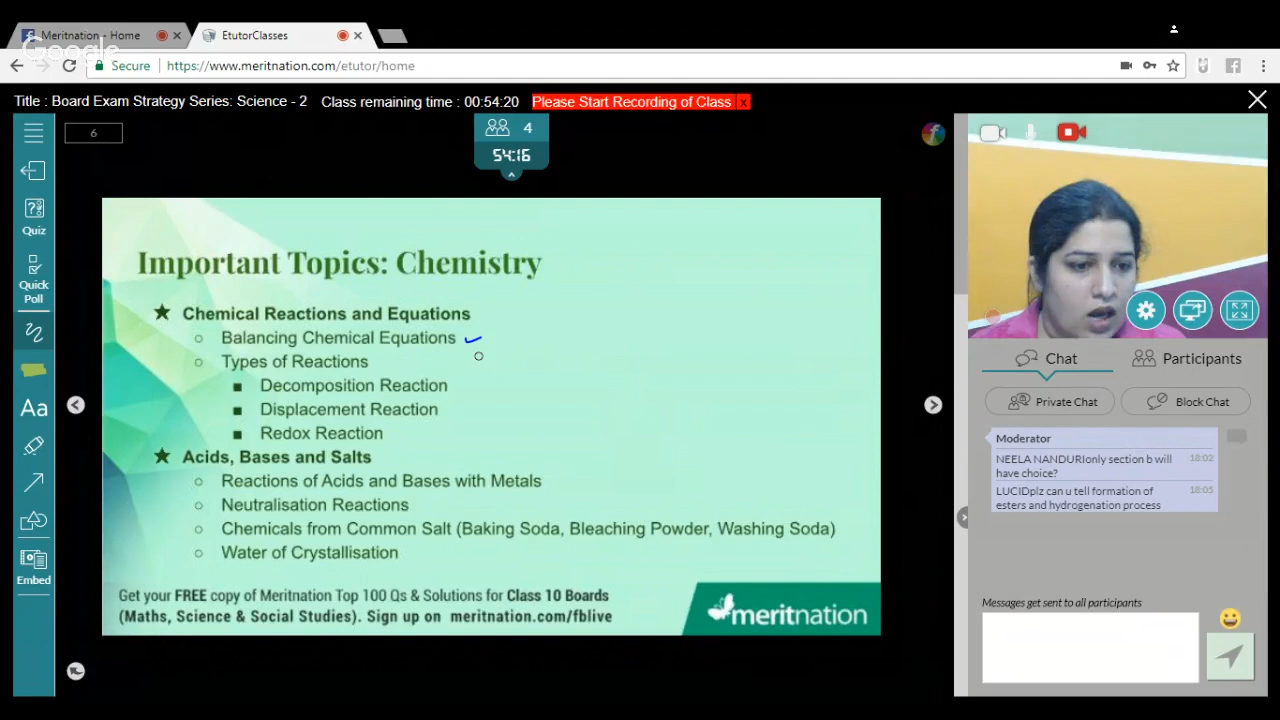 Meritnation - Home
EtutorClasses
Google
Secure
https://www.meritnation.com/etutor/home
Title : Board Exam Strategy Series: Science - 2 Class remaining time : 00:54:20 Please Start Recording of Class x
6
4
54:16
Quiz
Quick
Poll
Aa
Embed
Important Topics: Chemistry
Chemical Reactions and Equations
Balancing Chemical Equations
Types of Reactions
Decomposition Reaction
Displacement Reaction
Redox Reaction
Acids, Bases and Salts
Reactions of Acids and Bases with Metals
Neutralisation Reactions
Chemicals from Common Salt (Baking Soda, Bleaching Powder, Washing Soda)
Water of Crystallisation
Get your FREE copy of Meritnation Top 100 Qs & Solutions for Class 10 Boards
(Maths, Science & Social Studies). Sign up on meritnation.com/fblive
meritnation
Chat
Participants
Private Chat
Block Chat
Moderator
NEELA NANDURIonly section b will 18:02
have choice?
LUCIDplz can u tell formation of 18:05
esters and hydrogenation process
Messages get sent to all participants